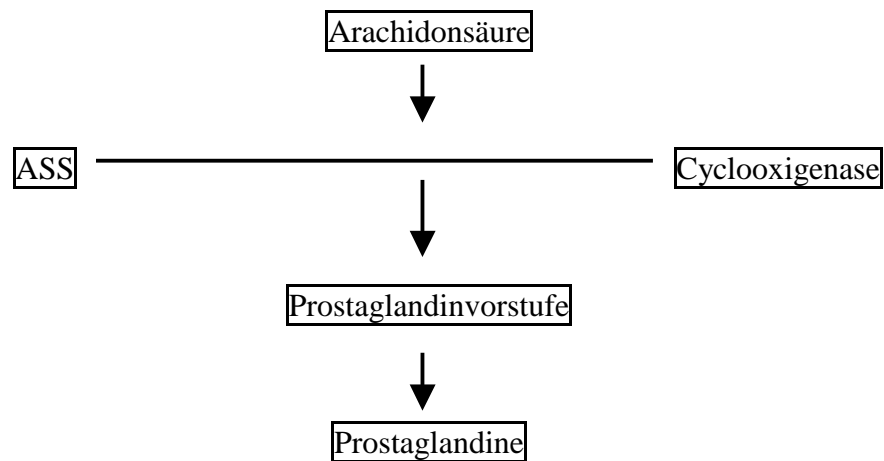 Arachidonsäure
ASS
Cyclooxigenase
Prostaglandinvorstufe
Prostaglandine